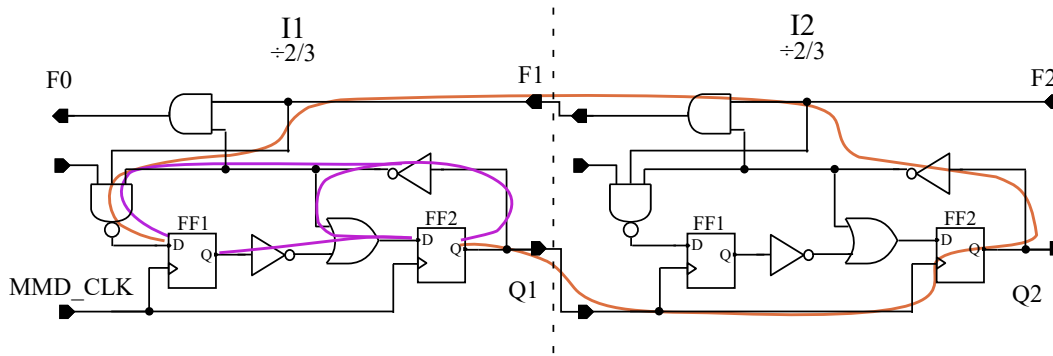 I1
÷2/3
I2
÷2/3
F0
F1
F2
FF1
D
Q
FF2
D
Q
FF1
D
Q
FF2
D
Q
MMD_CLK
Q1
Q2